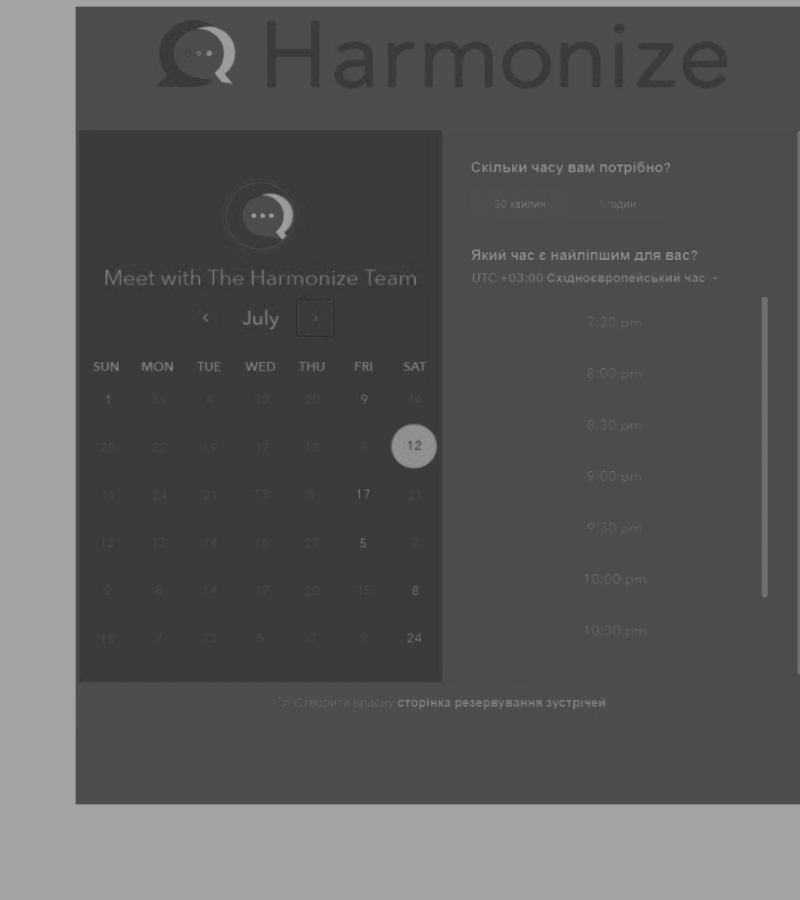 Harmonize
Meet with The Harmonize Team
‹ July ›
SUN MON TUE WED THU FRI SAT
1 4 30 20 9 16
20 22 19 17 18 9 12
16 24 21 13 5 17 21
12 13 14 16 5 2
2 8 14 17 20 15 8
7 13 2 9 24
Скільки часу вам потрібно?
30 хвилин 1 годин
Який час є найліпшим для вас?
UTC +03:00 Східноєвропейський час
7:30 pm
8:00 pm
8:30 pm
9:00 pm
9:30 pm
10:00 pm
10:30 pm
Створити власну сторінка резервування зустрічей